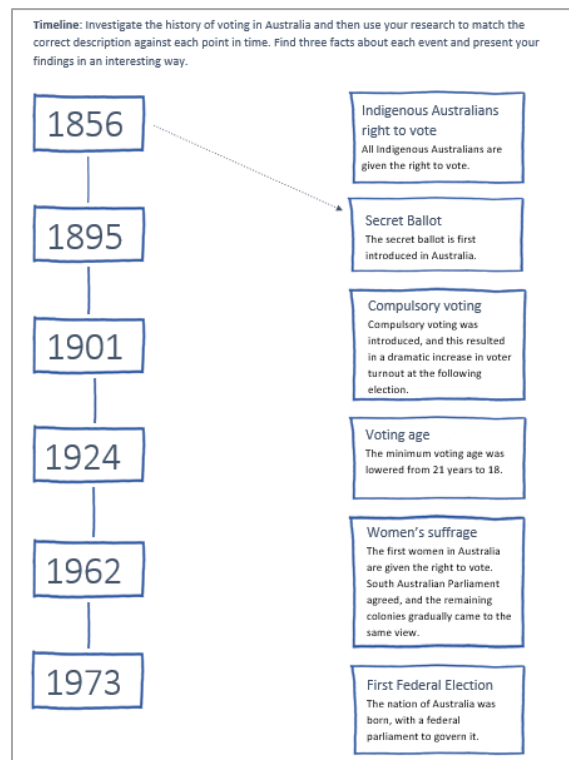 Timeline: Investigate the history of voting in Australia and then use your research to match the
correct description against each point in time. Find three facts about each event and present your
findings in an interesting way.
1856
1895
1901
1924
1962
1973
Indigenous Australians
right to vote
All Indigenous Australians are
given the right to vote.
Secret Ballot
The secret ballot is first
introduced in Australia.
Compulsory voting
Compulsory voting was
introduced, and this resulted
in a dramatic increase in voter
turnout at the following
election.
Voting age
The minimum voting age was
lowered from 21 years to 18.
Women's suffrage
The first women in Australia
are given the right to vote.
South Australian Parliament
agreed, and the remaining
colonies gradually came to the
same view.
First Federal Election
The nation of Australia was
born, with a federal
parliament to govern it.